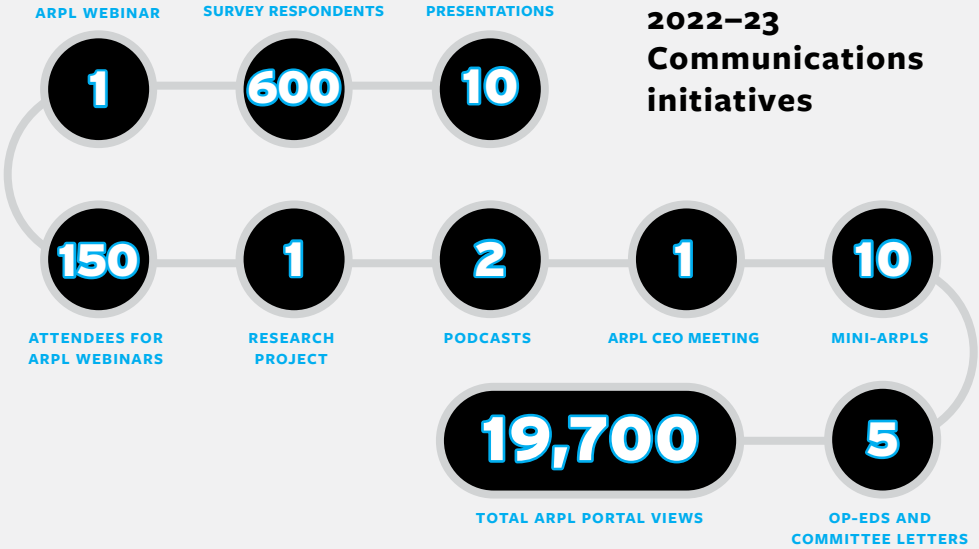 ARPL WEBINAR
1
SURVEY RESPONDENTS
600
PRESENTATIONS
10
2022–23
Communications
initiatives
150
ATTENDEES FOR
ARPL WEBINARS
1
RESEARCH
PROJECT
2
PODCASTS
1
ARPL CEO MEETING
10
MINI-ARPLS
19,700
TOTAL ARPL PORTAL VIEWS
5
OP-EDS AND
COMMITTEE LETTERS